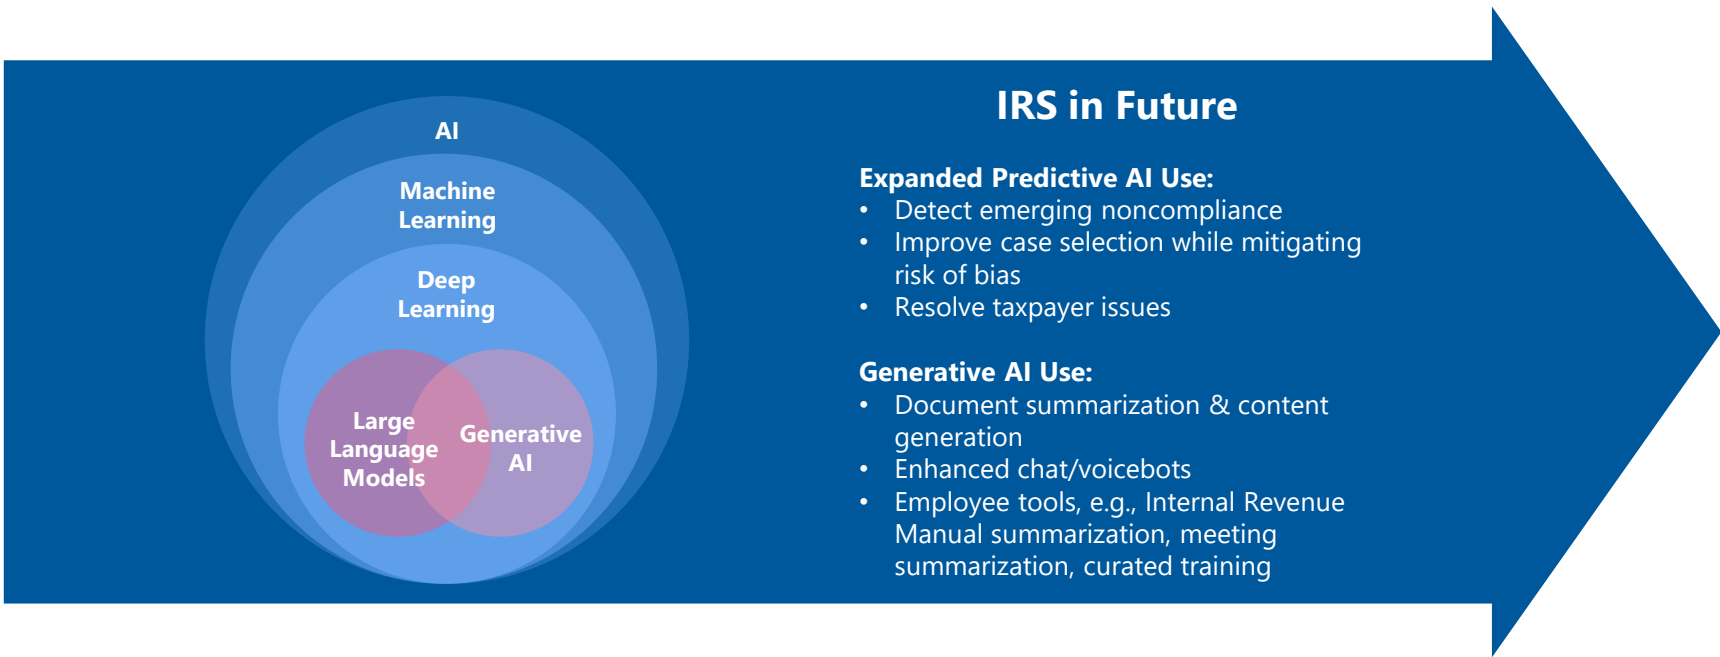 AI
Machine
Learning
Deep
Learning
Large
Language
Models
Generative
AI
IRS in Future
Expanded Predictive AI Use:
• Detect emerging noncompliance
• Improve case selection while mitigating
risk of bias
• Resolve taxpayer issues
Generative AI Use:
• Document summarization & content
generation
• Enhanced chat/voicebots
• Employee tools, e.g., Internal Revenue
Manual summarization, meeting
summarization, curated training